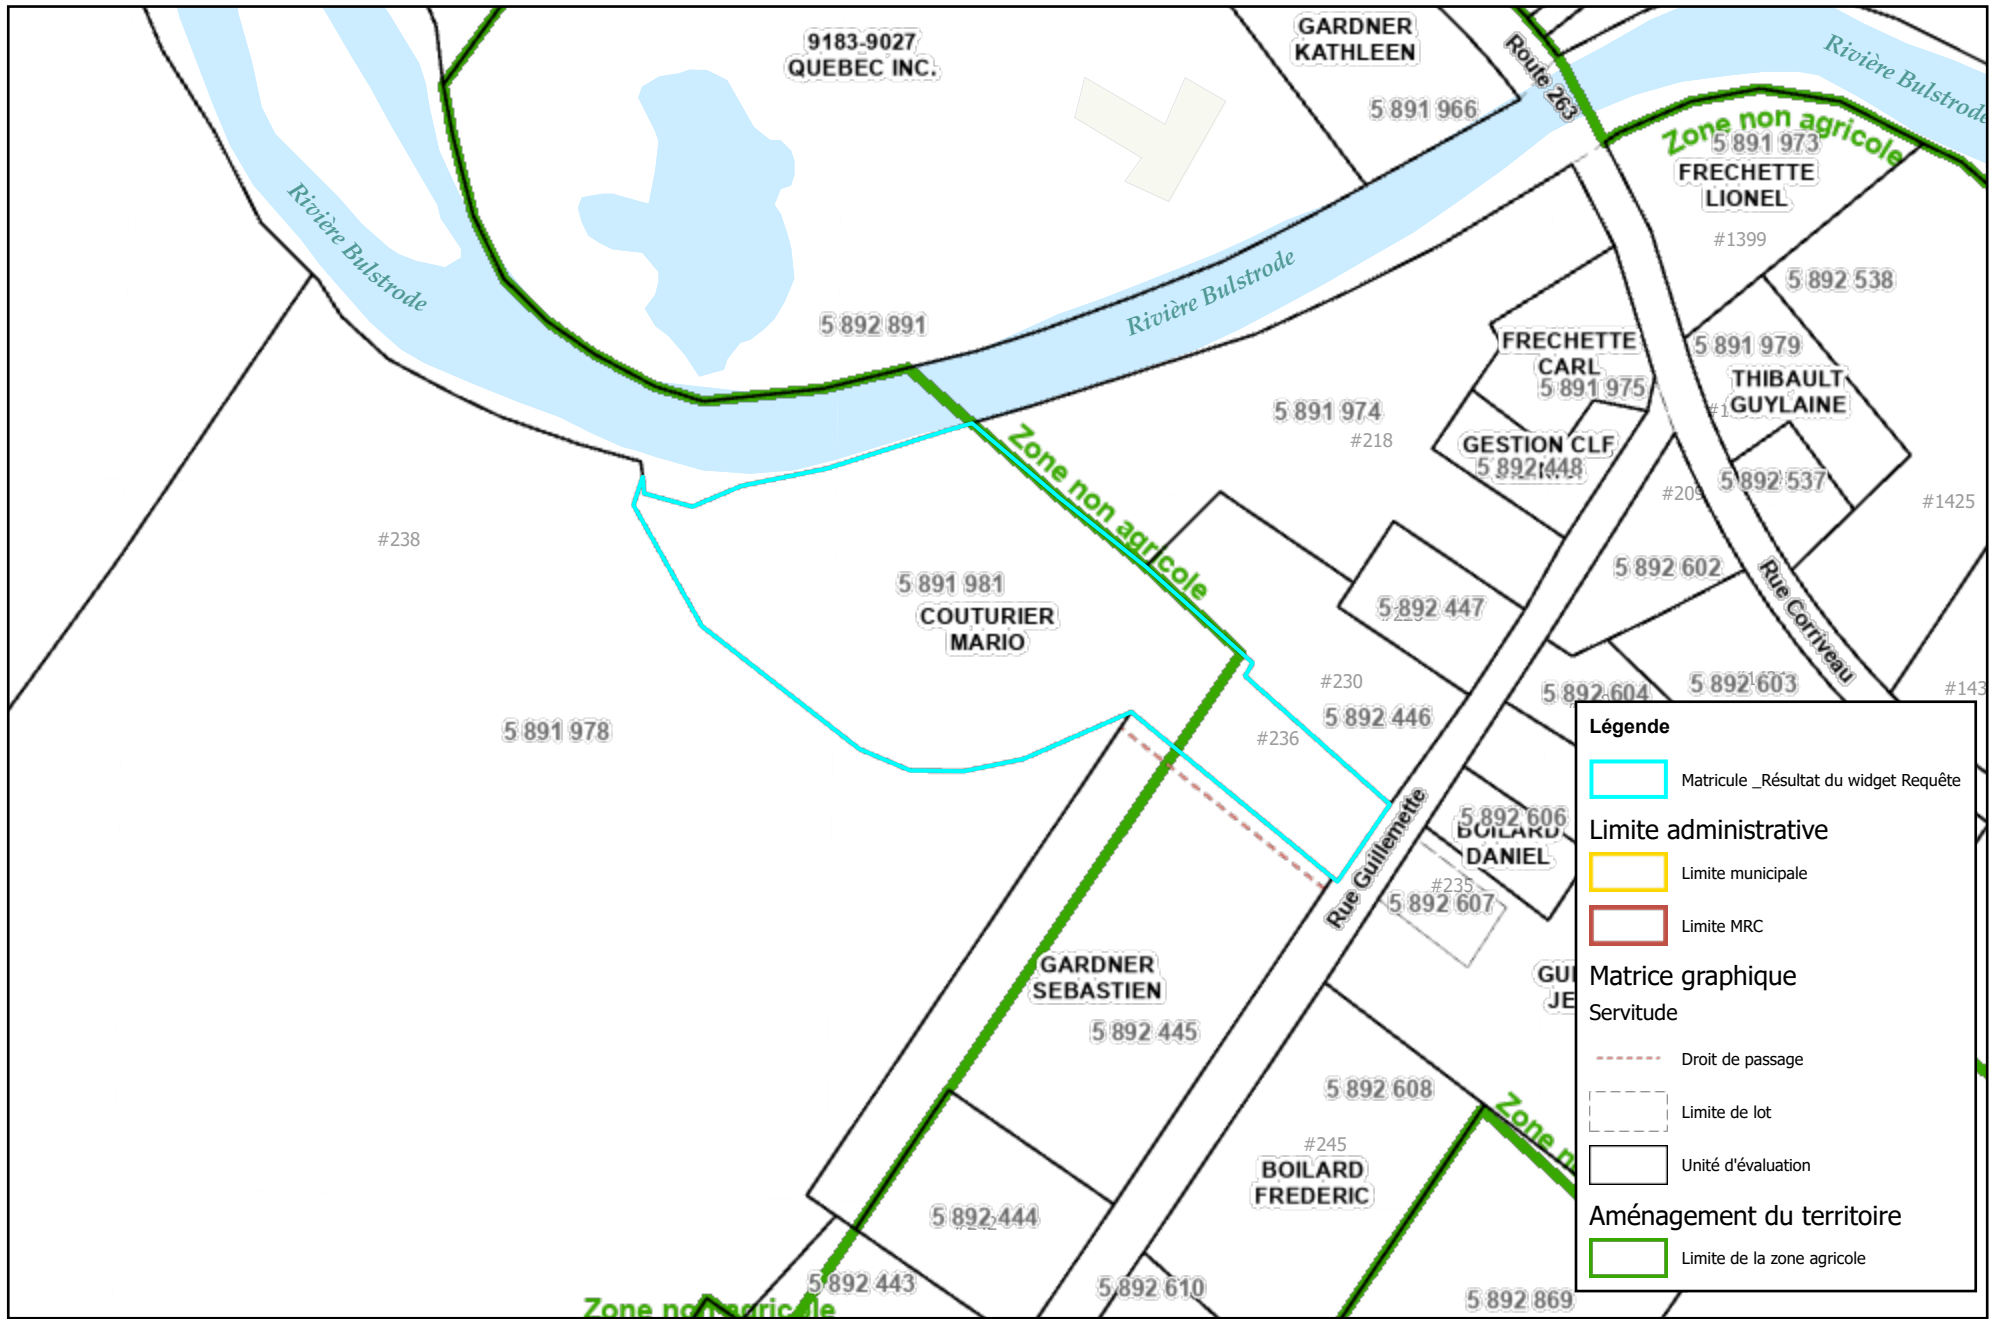 9183-9027
QUEBEC INC.
GARDNER
KATHLEEN
5 891 966
Route 263
Rivière Bulstrode
Zone non agricole
5 891 973
FRECHETTE
LIONEL
#1399
5 892 538
Rivière Bulstrode
Rivière Bulstrode
5 892 891
FRECHETTE
CARL
5 891 975
5 891 979
THIBAULT
GUYLAINE
5 891 974
#218
GESTION CLF
5 892 448
5 892 537
#209
#1425
Zone non agricole
#238
5 891 981
COUTURIER
MARIO
5 892 602
5 892 447
Rue Corriveau
#230
5 892 446
#236
5 892 604
5 892 603
5 891 978
Rue Guillemette
5 892 606
BOILARD
DANIEL
#235
5 892 607
GARDNER
SEBASTIEN
5 892 445
5 892 608
#245
BOILARD
FREDERIC
5 892 444
5 892 443
5 892 610
5 892 869
Zone non agricole
Légende
Matricule _Résultat du widget Requête
Limite administrative
Limite municipale
Limite MRC
Matrice graphique
Servitude
Droit de passage
Limite de lot
Unité d'évaluation
Aménagement du territoire
Limite de la zone agricole